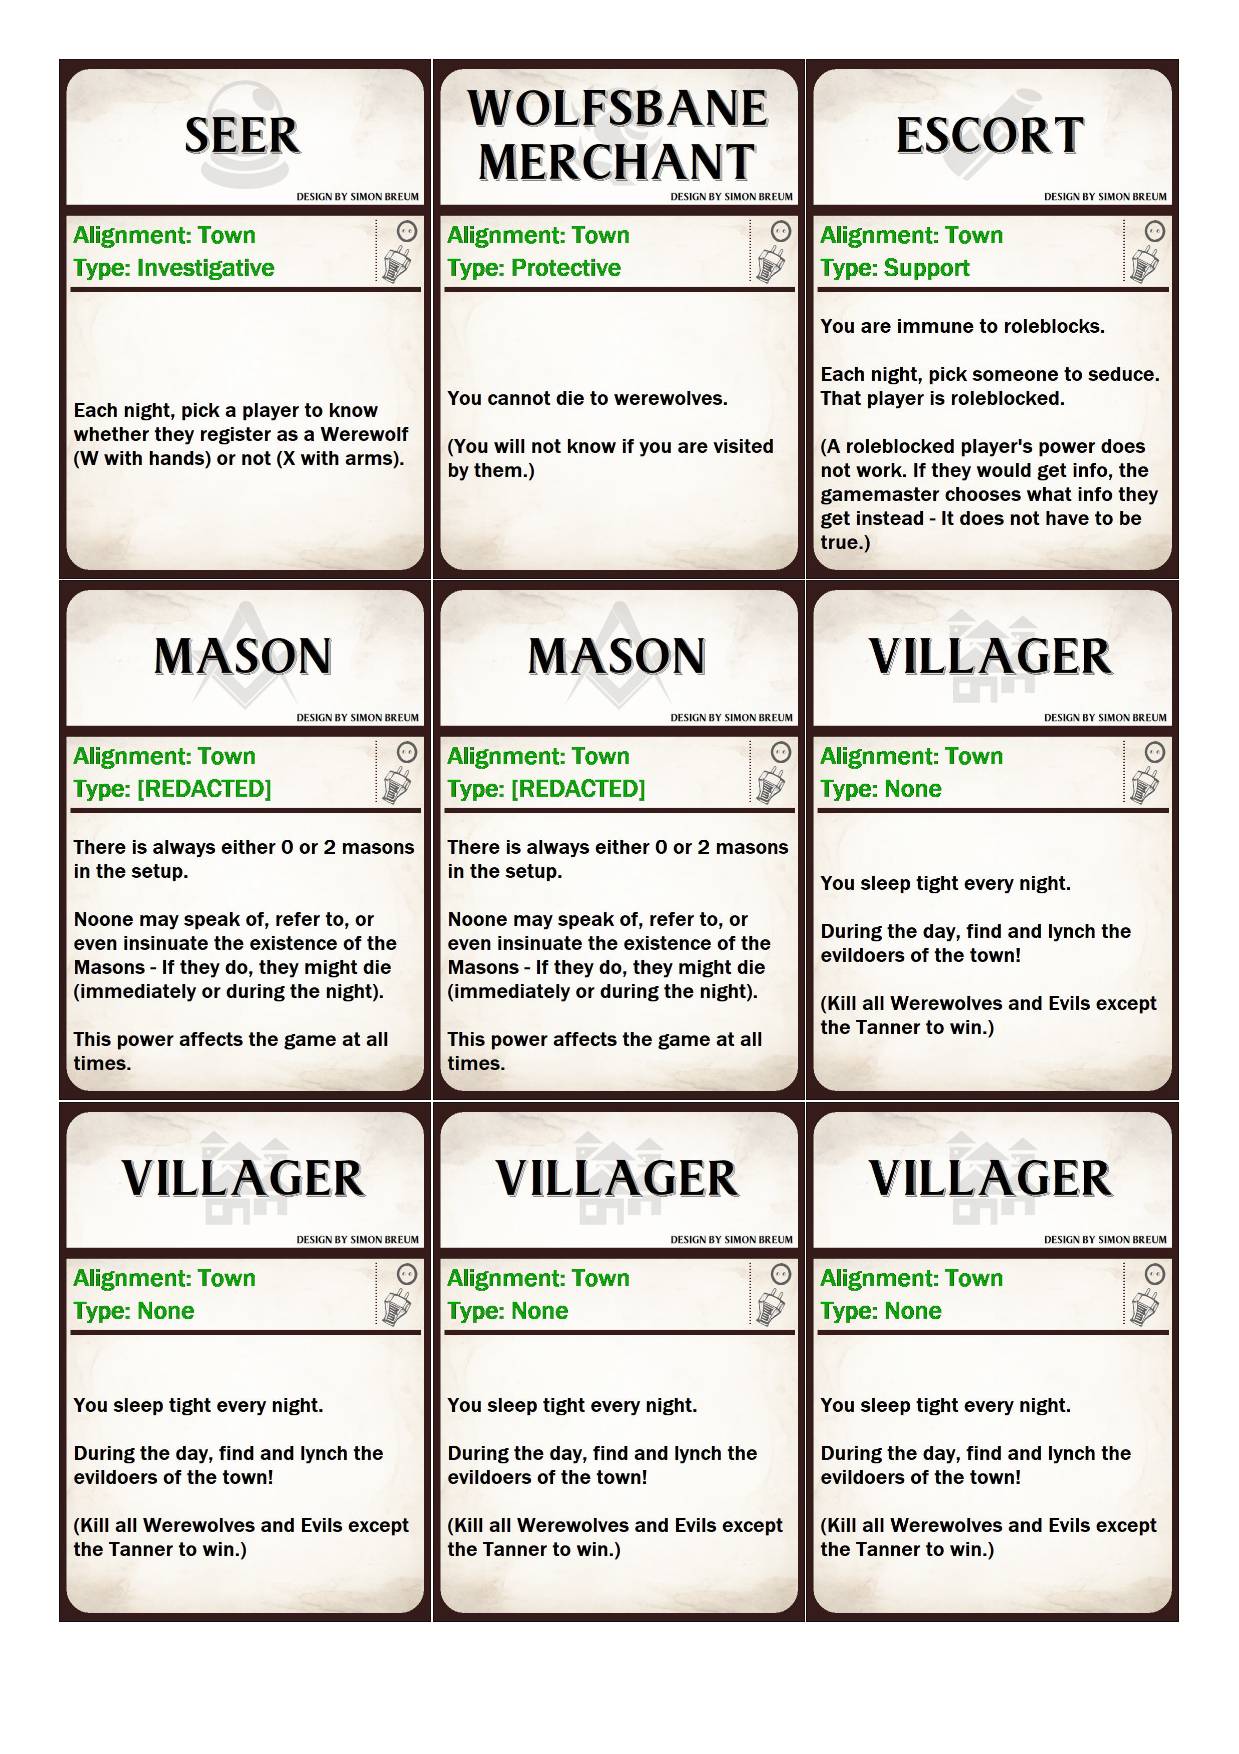 SEER
DESIGN BY SIMON BREUM
Alignment: Town
Type: Investigative
Each night, pick a player to know
whether they register as a Werewolf
(W with hands) or not (X with arms).
WOLFSBANE
MERCHANT
DESIGN BY SIMON BREUM
Alignment: Town
Type: Protective
You cannot die to werewolves.
(You will not know if you are visited
by them.)
ESCORT
DESIGN BY SIMON BREUM
Alignment: Town
Type: Support
You are immune to roleblocks.
Each night, pick someone to seduce.
That player is roleblocked.
(A roleblocked player's power does
not work. If they would get info, the
gamemaster chooses what info they
get instead - It does not have to be
true.)
MASON
DESIGN BY SIMON BREUM
Alignment: Town
Type: [REDACTED]
There is always either 0 or 2 masons
in the setup.
Noone may speak of, refer to, or
even insinuate the existence of the
Masons - If they do, they might die
(immediately or during the night).
This power affects the game at all
times.
MASON
DESIGN BY SIMON BREUM
Alignment: Town
Type: [REDACTED]
There is always either 0 or 2 masons
in the setup.
Noone may speak of, refer to, or
even insinuate the existence of the
Masons - If they do, they might die
(immediately or during the night).
This power affects the game at all
times.
VILLAGER
DESIGN BY SIMON BREUM
Alignment: Town
Type: None
You sleep tight every night.
During the day, find and lynch the
evildoers of the town!
(Kill all Werewolves and Evils except
the Tanner to win.)
VILLAGER
DESIGN BY SIMON BREUM
Alignment: Town
Type: None
You sleep tight every night.
During the day, find and lynch the
evildoers of the town!
(Kill all Werewolves and Evils except
the Tanner to win.)
VILLAGER
DESIGN BY SIMON BREUM
Alignment: Town
Type: None
You sleep tight every night.
During the day, find and lynch the
evildoers of the town!
(Kill all Werewolves and Evils except
the Tanner to win.)
VILLAGER
DESIGN BY SIMON BREUM
Alignment: Town
Type: None
You sleep tight every night.
During the day, find and lynch the
evildoers of the town!
(Kill all Werewolves and Evils except
the Tanner to win.)